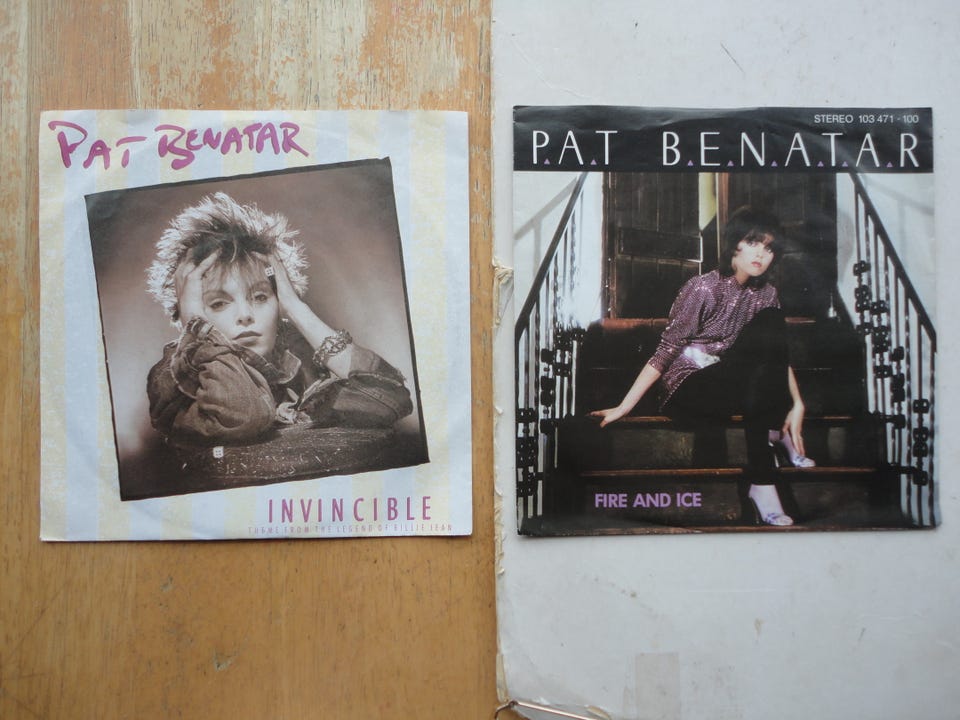 PAT BENATAR
INVINCIBLE
THEME FROM THE LEGEND OF BILLIE JEAN
STEREO 103 471 - 100
P.A.T B.E.N.A.T.A.R
FIRE AND ICE